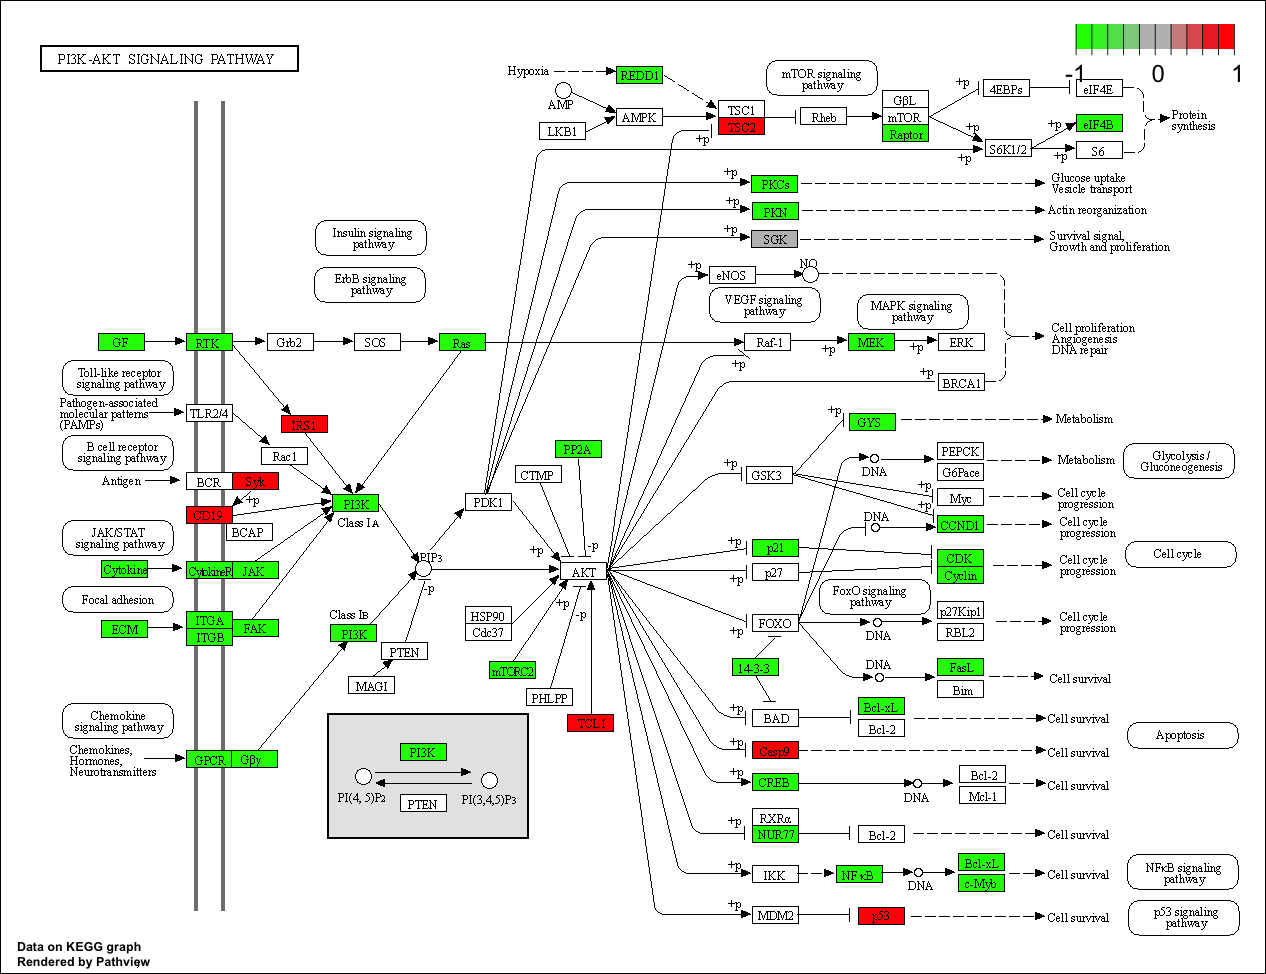 PI3K-AKT SIGNALING PATHWAY
-1 0 1
Hypoxia
REDD1
mTOR signaling
pathway
AMP
LKB1
AMPK
TSC1
TSC2
+p
Rheb
GβL
mTOR
Raptor
+p
4EBPs
eIF4E
+p
+p
eIF4B
S6K1/2
+p
+p
S6
Protein
synthesis
+p
PKCs
Glucose uptake
Vesicle transport
+p
PKN
Actin reorganization
+p
SGK
Survival signal,
Growth and proliferation
Insulin signaling
pathway
ErbB signaling
pathway
+p
eNOS
NO
VEGF signaling
pathway
MAPK signaling
pathway
GF
RTK
Grb2
SOS
Ras
Raf-1
+p
+p
MEK
+p
ERK
Cell proliferation
Angiogenesis
DNA repair
+p
BRCA1
Toll-like receptor
signaling pathway
Pathogen-associated
molecular patterns
(PAMPs)
TLR2/4
IRS1
Rac1
B cell receptor
signaling pathway
Antigen
BCR
Syk
+p
CD19
BCAP
PI3K
Class IA
PDK1
CTMP
PP2A
+p
-p
+p
GYS
Metabolism
+p
GSK3
DNA
PEPCK
G6Pace
Metabolism
Glycolysis /
Gluconeogenesis
Myc
Cell cycle
progression
+p
DNA
CCND1
Cell cycle
progression
JAK/STAT
signaling pathway
Cytokine
CytokineR
JAK
PIP3
AKT
+p
p21
+p
p27
CDK
Cyclin
Cell cycle
progression
Cell cycle
Focal adhesion
ECM
ITGA
ITGB
FAK
Class IB
PI3K
-p
PTEN
MAGI
HSP90
Cdc37
+p
-p
mTORC2
PHLPP
TCL1
+p
FOXO
FoxO signaling
pathway
DNA
p27Kip1
RBL2
Cell cycle
progression
14-3-3
DNA
FasL
Bim
Cell survival
Chemokine
signaling pathway
Chemokines,
Hormones,
Neurotransmitters
GPCR
Gβγ
PI3K
PI(4, 5)P2
PI(3,4,5)P3
PTEN
+p
BAD
Bcl-xL
Bcl-2
Cell survival
Apoptosis
+p
Casp9
Cell survival
+p
CREB
DNA
Bcl-2
Mcl-1
Cell survival
+p
RXRα
NUR77
Bcl-2
Cell survival
+p
IKK
NFκB
DNA
Bcl-xL
c-Myb
Cell survival
NFκB signaling
pathway
+p
MDM2
p53
Cell survival
p53 signaling
pathway
Data on KEGG graph
Rendered by Pathview